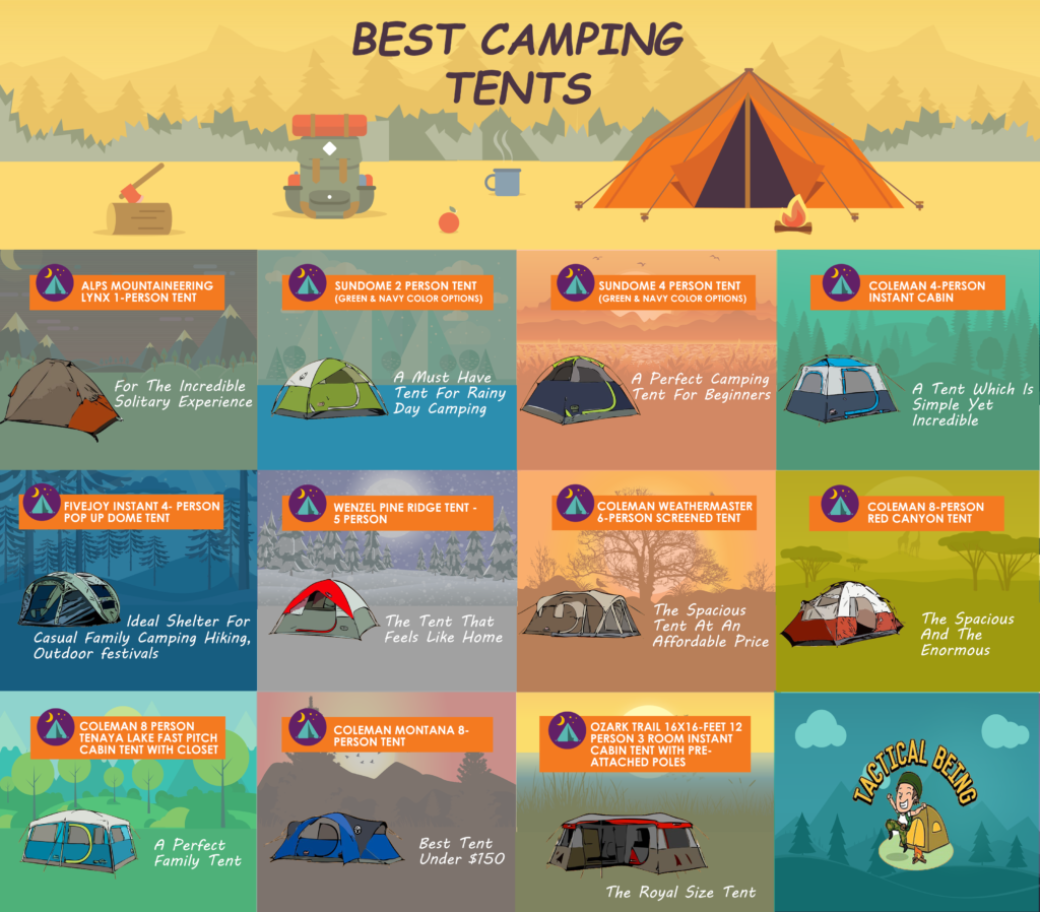 BEST CAMPING
TENTS
ALPS MOUNTAINEERING
LYNX 1-PERSON TENT
For The Incredible
Solitary Experience
SUNDOME 2 PERSON TENT
(GREEN & NAVY COLOR OPTIONS)
A Must Have
Tent For Rainy
Day Camping
SUNDOME 4 PERSON TENT
(GREEN & NAVY COLOR OPTIONS)
A Perfect Camping
Tent For Beginners
COLEMAN 4-PERSON
INSTANT CABIN
A Tent Which Is
Simple Yet
Incredible
FIVEJOY INSTANT 4- PERSON
POP UP DOME TENT
Ideal Shelter For
Casual Family Camping Hiking,
Outdoor festivals
WENZEL PINE RIDGE TENT -
5 PERSON
The Tent That
Feels Like Home
COLEMAN WEATHERMASTER
6-PERSON SCREENED TENT
The Spacious
Tent At An
Affordable Price
COLEMAN 8-PERSON
RED CANYON TENT
The Spacious
And The
Enormous
COLEMAN 8 PERSON
TENAYA LAKE FAST PITCH
CABIN TENT WITH CLOSET
A Perfect
Family Tent
COLEMAN MONTANA 8-
PERSON TENT
Best Tent
Under $150
OZARK TRAIL 16X16-FEET 12
PERSON 3 ROOM INSTANT
CABIN TENT WITH PRE-
ATTACHED POLES
The Royal Size Tent
TACTICAL BEING